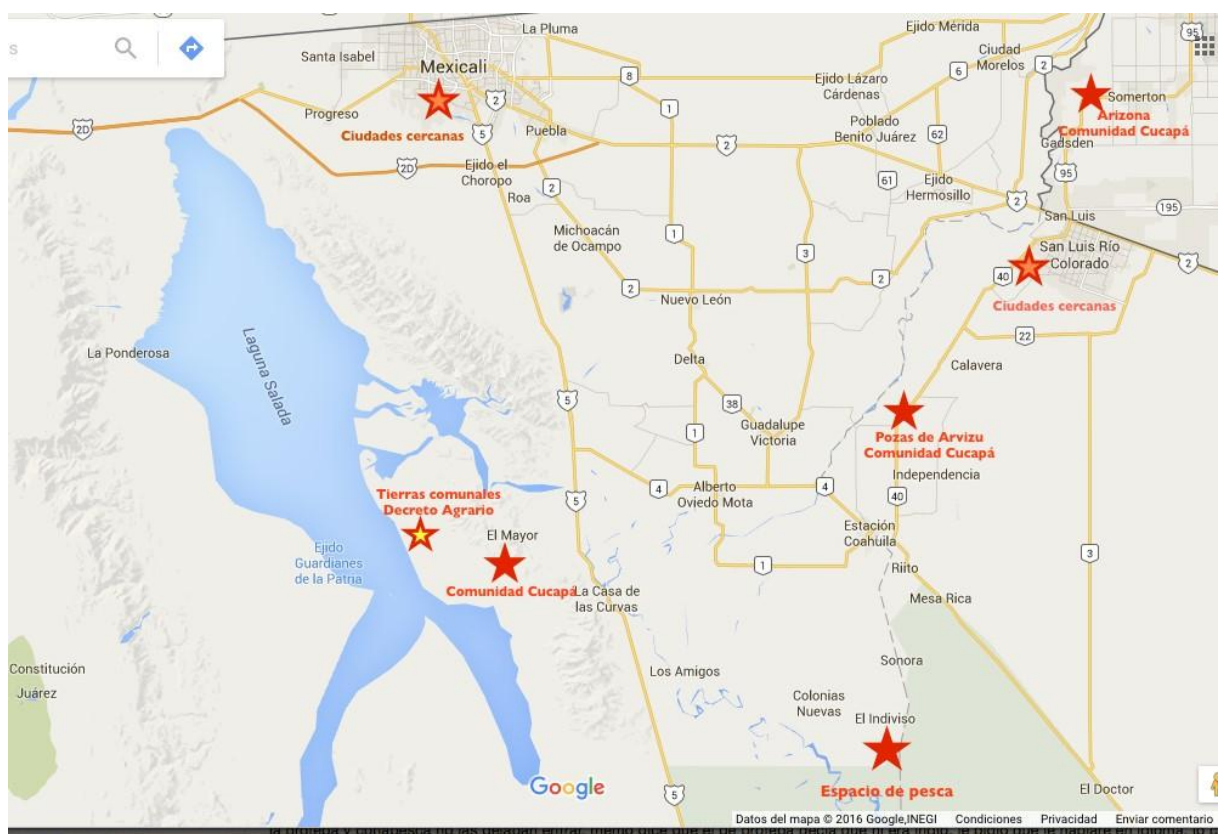 s
La Pluma
Ejido Mérida
95
Santa Isabel
Mexicali
Ciudad
Morelos
2
8
6
Ejido Lázaro
Cárdenas
Somerton
Arizona
Comunidad Cucapá
Gadsden
Progreso
2
1
2D
Ciudades cercanas
5
Puebla
Poblado
Benito Juárez
62
2
2D
Ejido el
Choropo
95
Roa
2
61
Ejido
Hermosillo
2
195
San Luis
Michoacán
de Ocampo
1
3
San Luis Río
Colorado
2
40
2
2
Nuevo León
Ciudades cercanas
22
Laguna Salada
La Ponderosa
Delta
Calavera
5
38
1
Guadalupe
Victoria
Pozas de Arvizu
Comunidad Cucapá
Independencia
Tierras comunales
Decreto Agrario
5
4
Alberto
Oviedo Mota
4
40
El Mayor
Estación
Coahuila
Ejido
Guardianes
de la Patria
1
3
Riito
Comunidad Cucapá
La Casa de
las Curvas
Mesa Rica
Constitución
Juárez
Los Amigos
Sonora
Colonias
Nuevas
El Indiviso
Google
5
Espacio de pesca
El Doctor
Datos del mapa © 2016 Google,INEGI Condiciones Privacidad Enviar comentario